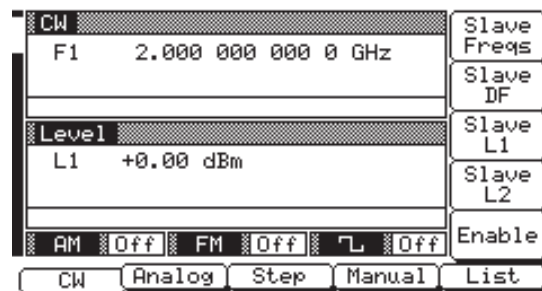 CW
F1 2.000 000 000 0 GHz
Level
L1 +0.00 dBm
AM Off FM Off Off
Slave
Freqs
Slave
DF
Slave
L1
Slave
L2
Enable
CW Analog Step Manual List